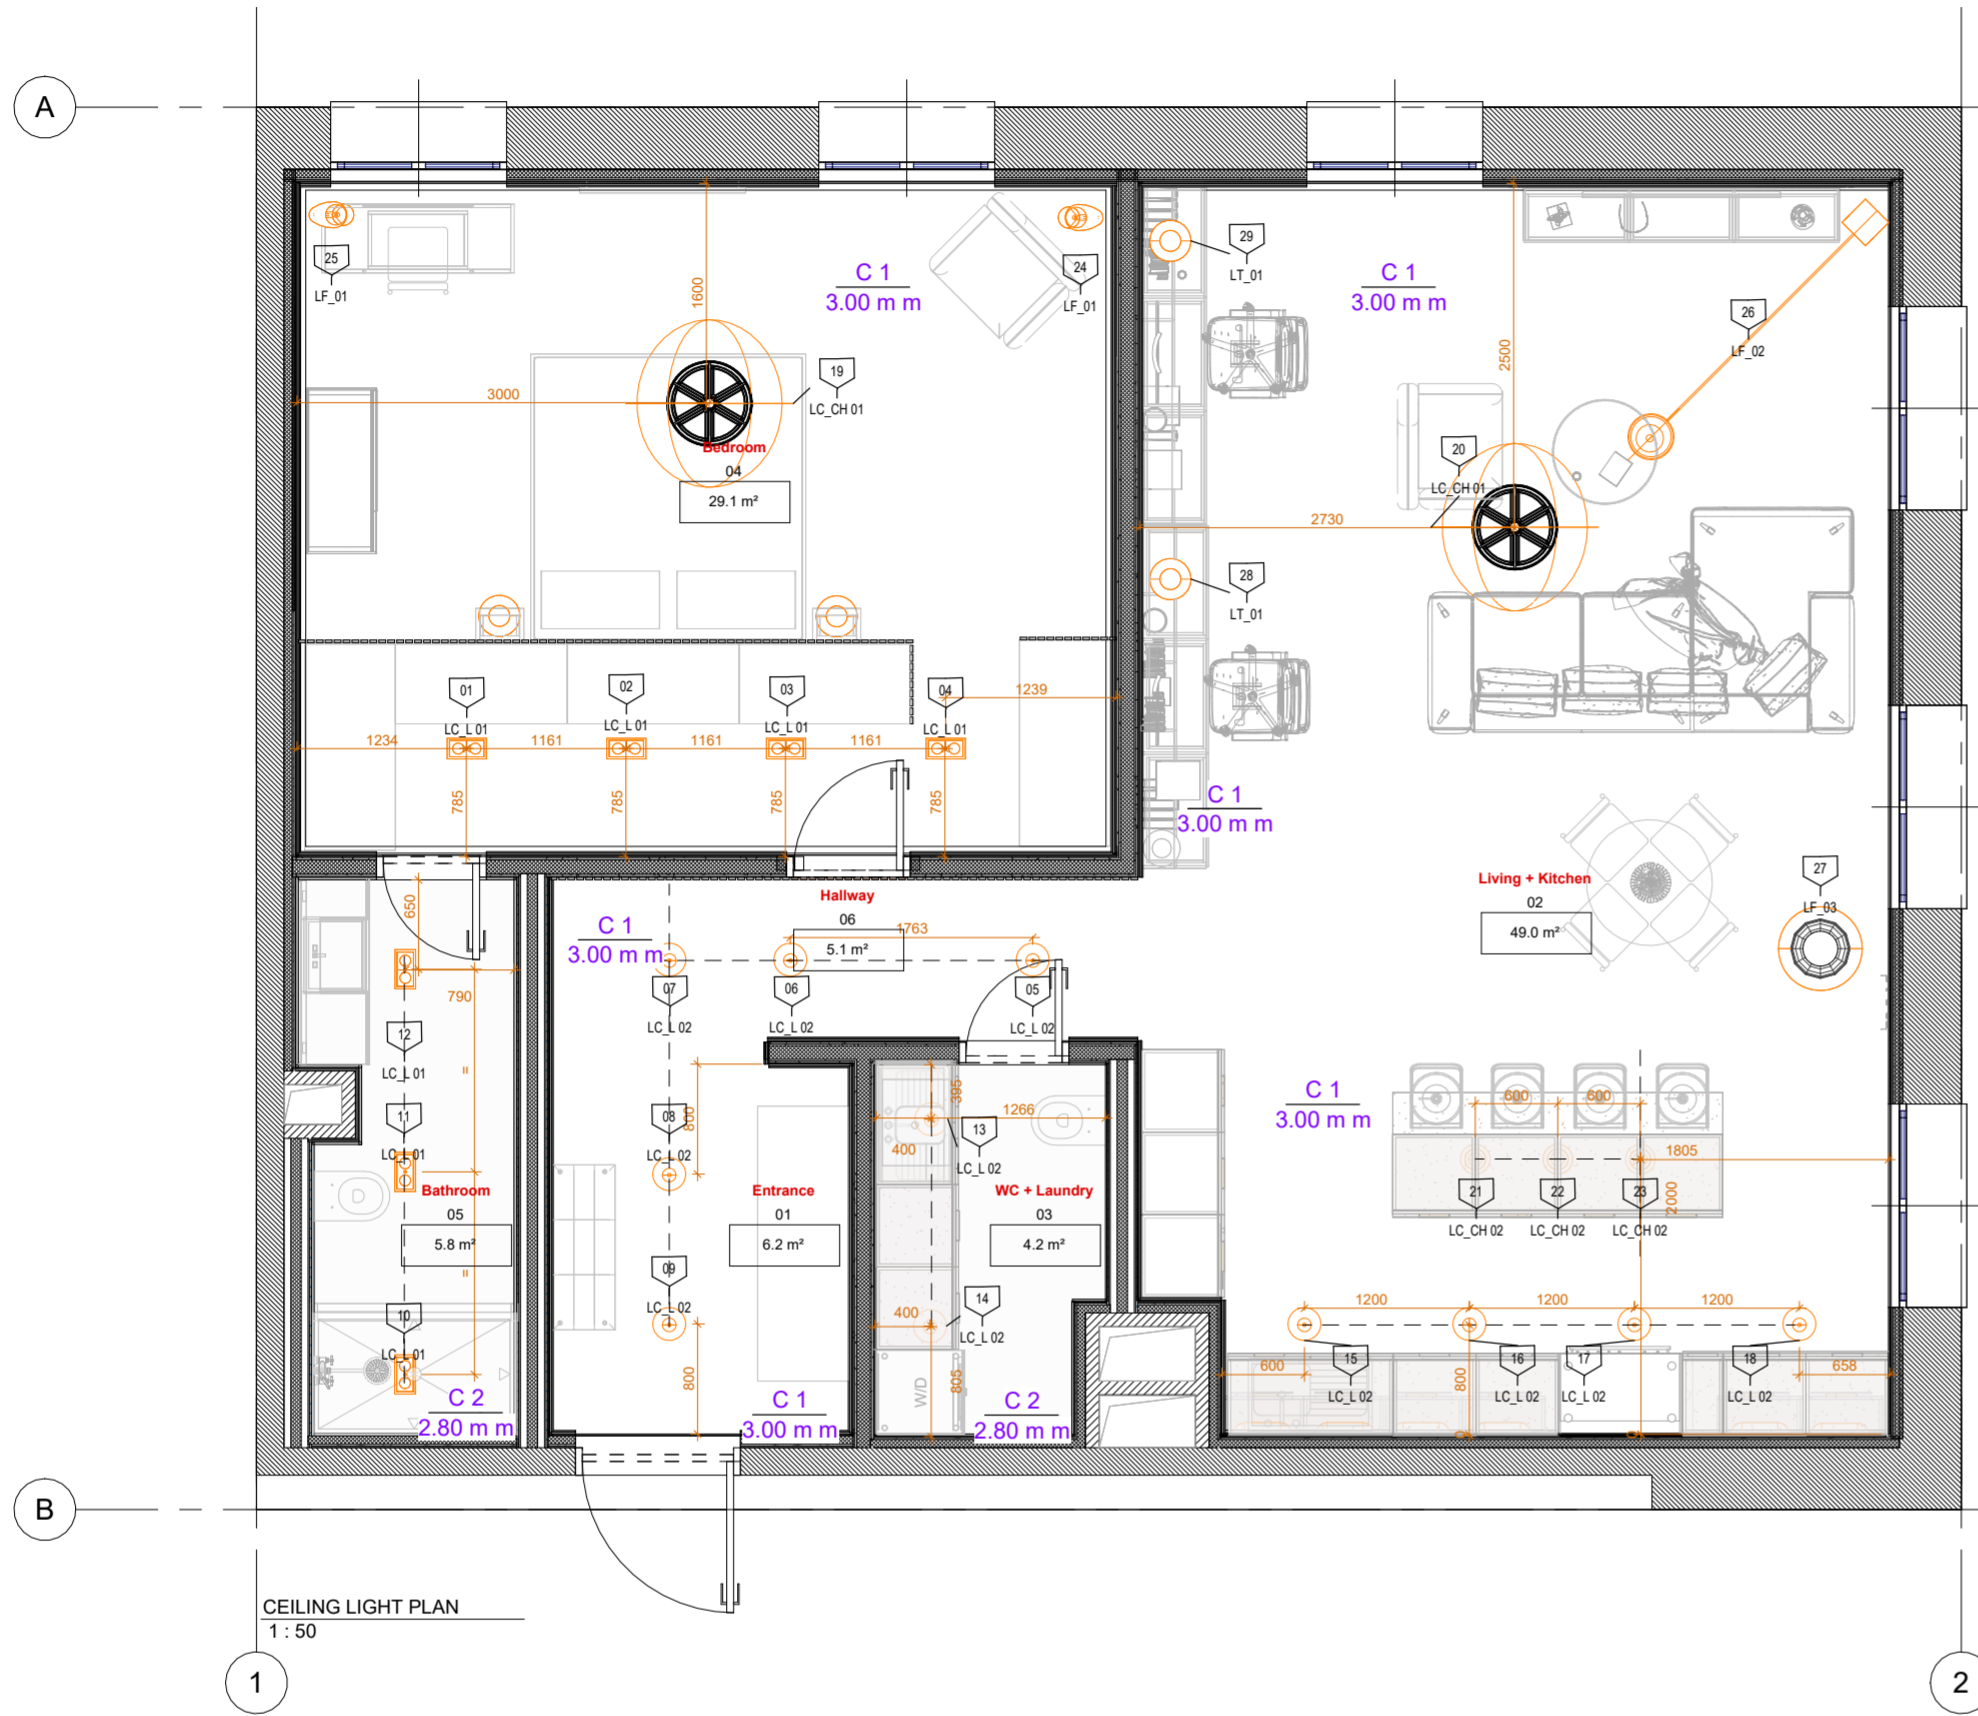 A
25
LF_01
24
LF_01
C 1
3.00 m m
1600
3000
19
LC_CH 01
Bedroom
04
29.1 m²
29
LT_01
C 1
3.00 m m
2500
26
LF_02
20
LC_CH 01
2730
28
LT_01
01
LC_L 01
02
LC_L 01
03
LC_L 01
04
LC_L 01
1239
1234
1161
1161
1161
785
785
785
785
C 1
3.00 m m
Hallway
06
5.1 m²
1763
C 1
3.00 m m
07
LC_L 02
06
LC_L 02
05
LC_L 02
Living + Kitchen
02
49.0 m²
27
LF_03
650
790
12
LC_L 01
=
11
LC_L 01
Bathroom
05
5.8 m²
=
10
LC_L 01
C 2
2.80 m m
800
08
LC_L 02
09
LC_L 02
Entrance
01
6.2 m²
800
C 1
3.00 m m
395
1266
400
13
LC_L 02
WC + Laundry
03
4.2 m²
400
14
LC_L 02
W/D
805
C 2
2.80 m m
C 1
3.00 m m
600
600
1805
2000
21
LC_CH 02
22
LC_CH 02
23
LC_CH 02
1200
1200
1200
600
800
658
15
LC_L 02
16
LC_L 02
17
LC_L 02
18
LC_L 02
B
CEILING LIGHT PLAN
1 : 50
1
2